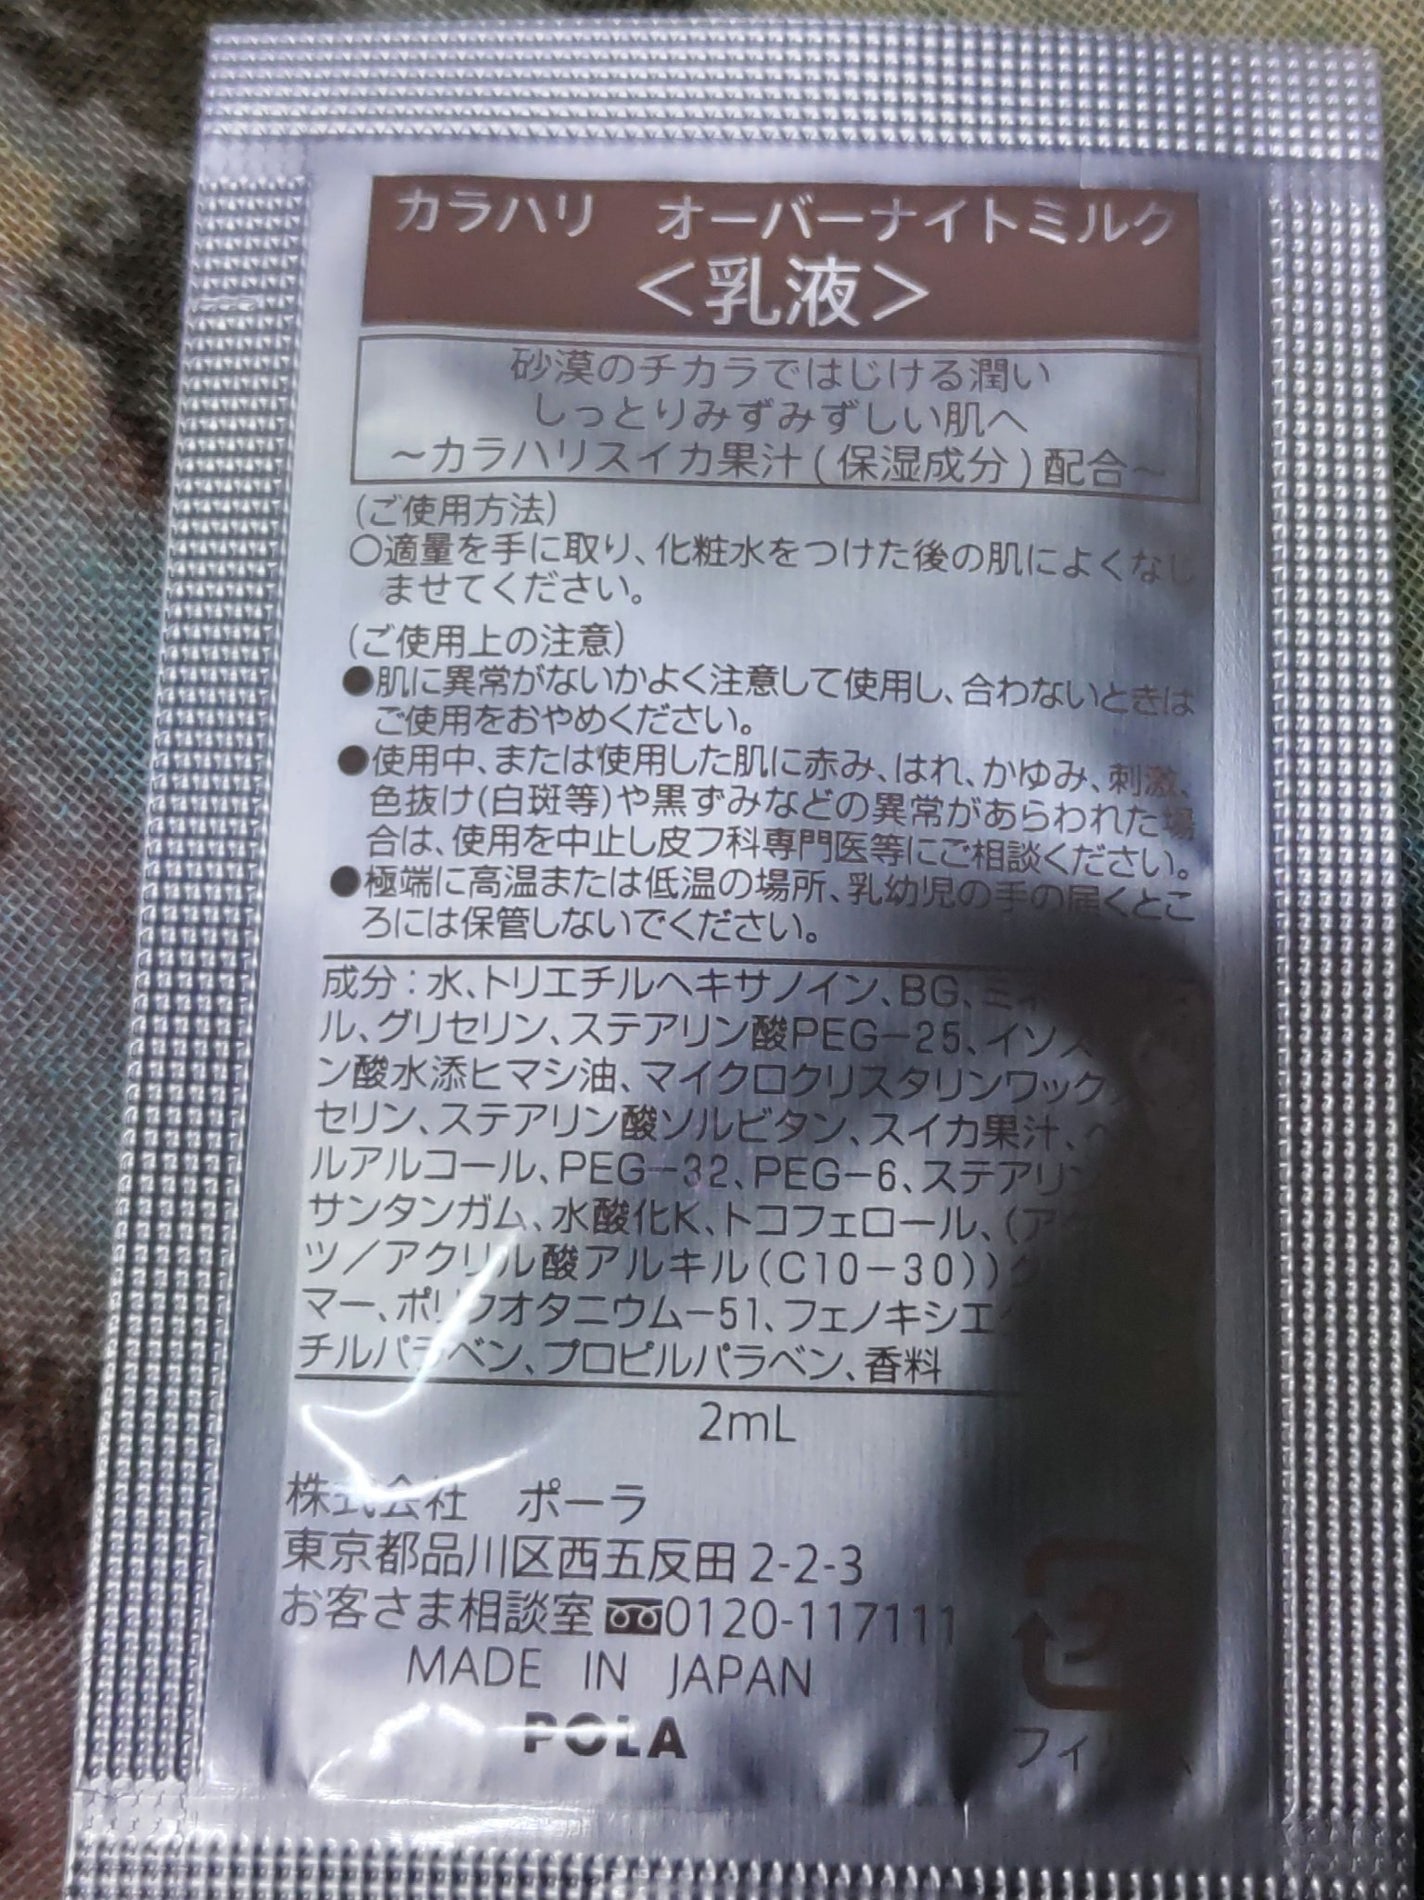 カラハリ　オーバーナイトミルク
＜乳液＞
砂漠のチカラではじける潤い
しっとりみずみずしい肌へ
～カラハリスイカ果汁(保湿成分)配合～
(ご使用方法)
○適量を手に取り、化粧水をつけた後の肌によくなじ
ませてください。
(ご使用上の注意)
●肌に異常がないかよく注意して使用し、合わないときは
ご使用をおやめください。
●使用中、または使用した肌に赤み、はれ、かゆみ、刺激、
色抜け(白斑等)や黒ずみなどの異常があらわれた場
合は、使用を中止し皮フ科専門医等にご相談ください。
●極端に高温または低温の場所、乳幼児の手の届くとこ
ろには保管しないでください。
成分：水、トリエチルヘキサノイン、BG、
ル、グリセリン、ステアリン酸PEG－25、
ン酸水添ヒマシ油、マイクロクリスタリンワックス
セリン、ステアリン酸ソルビタン、スイカ果汁、
ルアルコール、PEG－32、PEG－6、ステアリン
サンタンガム、水酸化K、トコフェロール、
ツ／アクリル酸アルキル(C10－30))
マー、ポリクオタニウム－51、フェノキシエ
チルパラベン、プロピルパラベン、香料
2mL
株式会社　ポーラ
東京都品川区西五反田2-2-3
お客さま相談室 0120-117111
MADE IN JAPAN
POLA